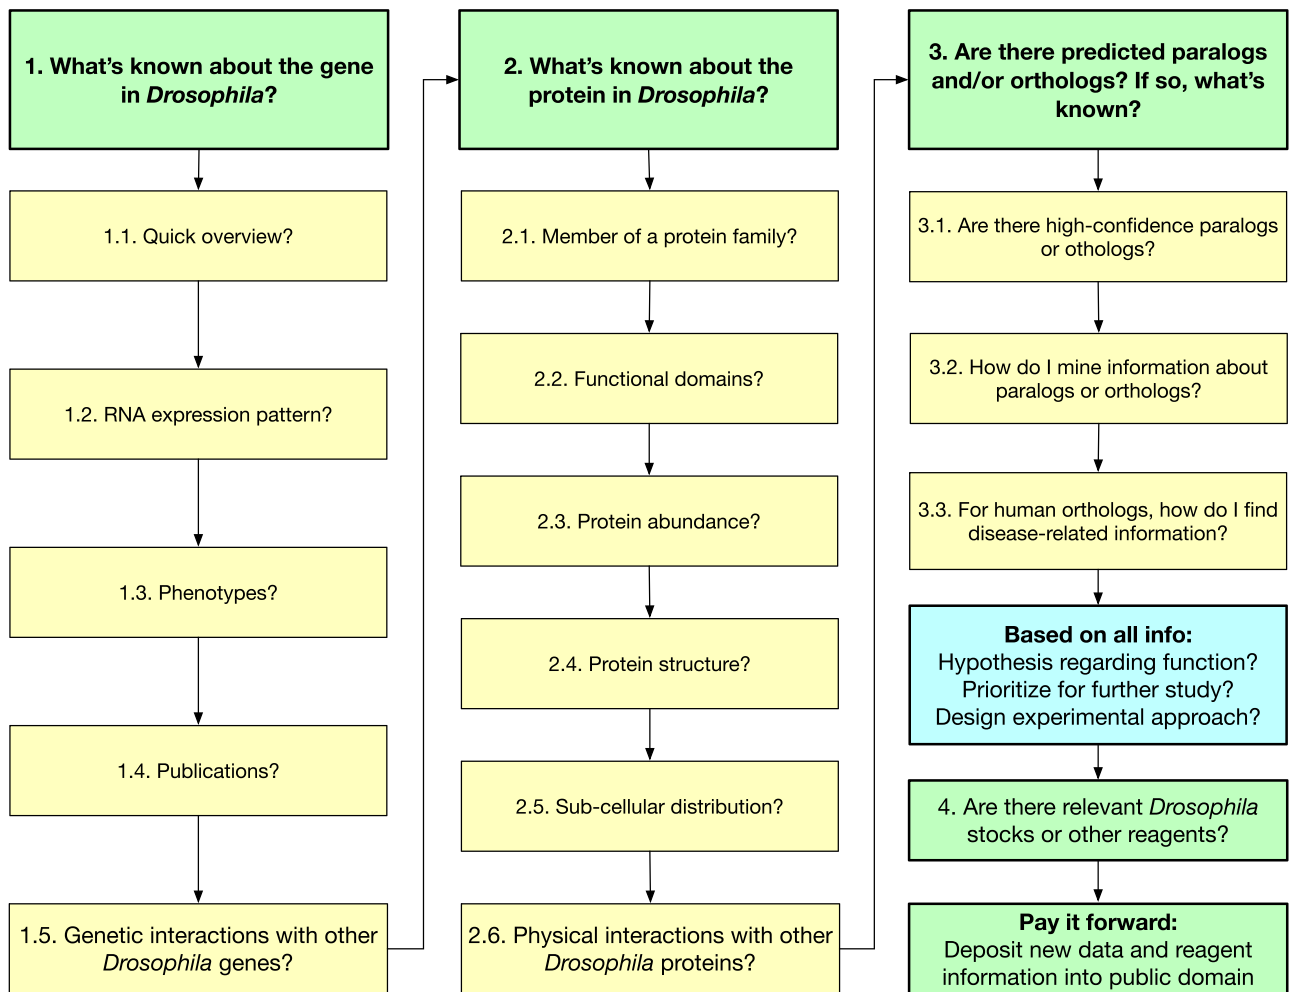 1. What’s known about the gene
in Drosophila?
1.1. Quick overview?
1.2. RNA expression pattern?
1.3. Phenotypes?
1.4. Publications?
1.5. Genetic interactions with other
Drosophila genes?
2. What’s known about the
protein in Drosophila?
2.1. Member of a protein family?
2.2. Functional domains?
2.3. Protein abundance?
2.4. Protein structure?
2.5. Sub-cellular distribution?
2.6. Physical interactions with other
Drosophila proteins?
3. Are there predicted paralogs
and/or orthologs? If so, what’s
known?
3.1. Are there high-confidence paralogs
or othologs?
3.2. How do I mine information about
paralogs or orthologs?
3.3. For human orthologs, how do I find
disease-related information?
Based on all info:
Hypothesis regarding function?
Prioritize for further study?
Design experimental approach?
4. Are there relevant Drosophila
stocks or other reagents?
Pay it forward:
Deposit new data and reagent
information into public domain